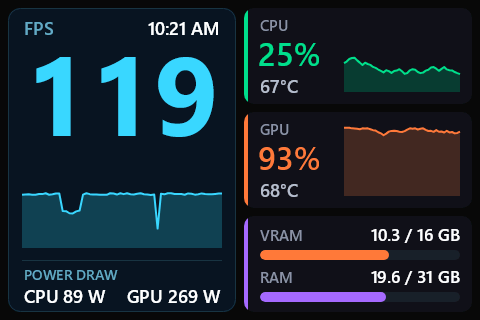 FPS 10:21 AM
119
POWER DRAW
CPU 89 W GPU 269 W
CPU
25%
67°C
GPU
93%
68°C
VRAM 10.3 / 16 GB
RAM 19.6 / 31 GB